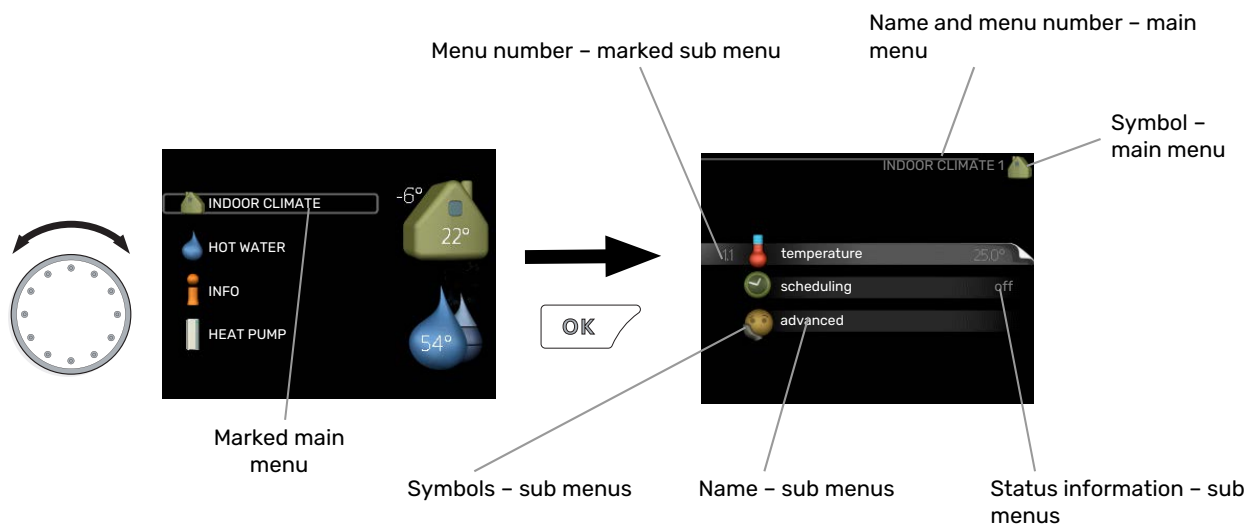 Name and menu number – main
menu
Menu number – marked sub menu
Symbol –
main menu
INDOOR CLIMATE
HOT WATER
INFO
HEAT PUMP
-6°
22°
54°
OK
INDOOR CLIMATE 1
1.1 temperature 25.0°
scheduling off
advanced
Marked main
menu
Symbols – sub menus
Name – sub menus
Status information – sub
menus